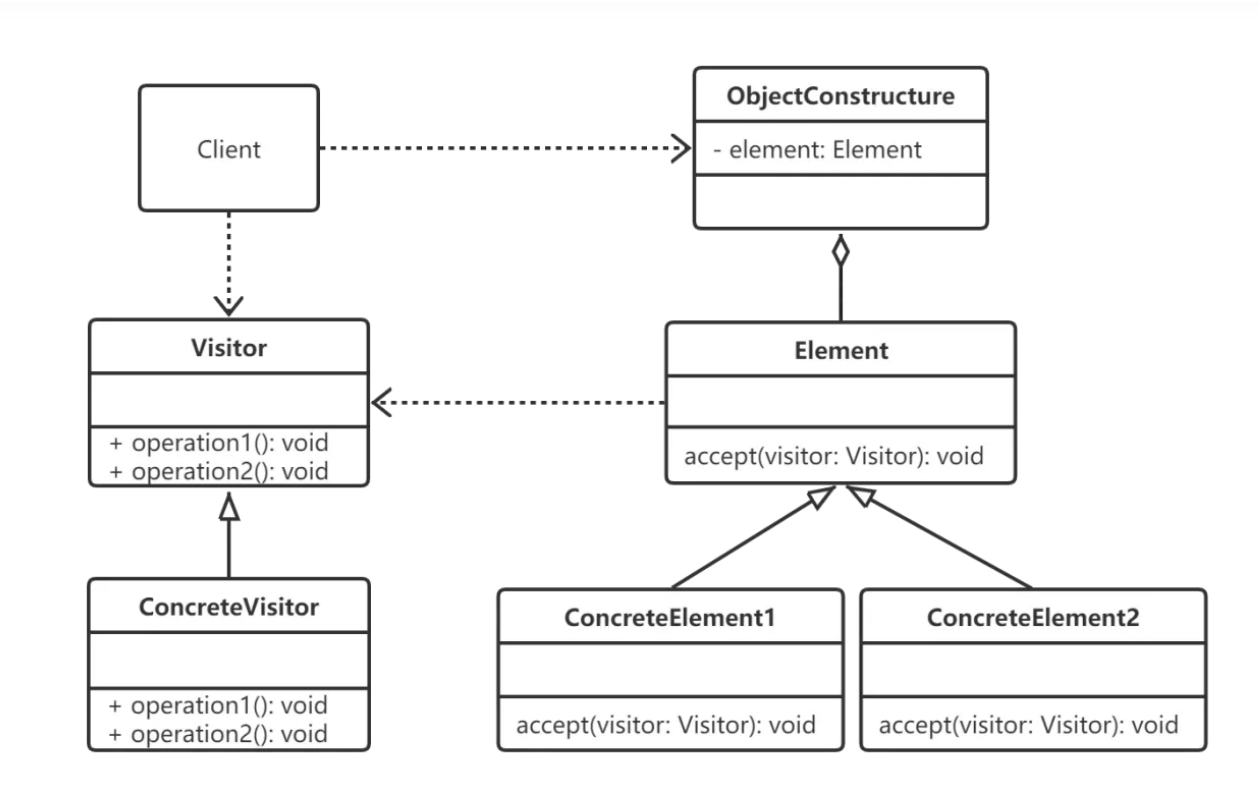 Client
ObjectConstructure
- element: Element
Visitor
+ operation1(): void
+ operation2(): void
Element
accept(visitor: Visitor): void
ConcreteVisitor
+ operation1(): void
+ operation2(): void
ConcreteElement1
accept(visitor: Visitor): void
ConcreteElement2
accept(visitor: Visitor): void